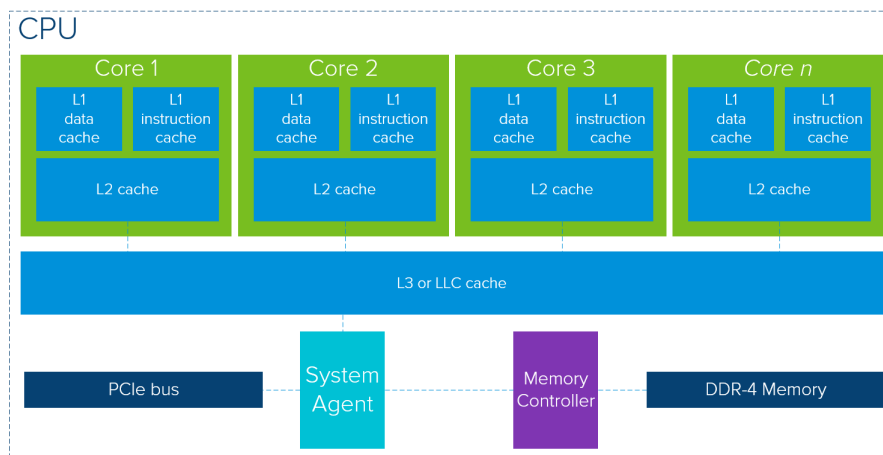 CPU
Core 1
L1
data
cache
L1
instruction
cache
L2 cache
Core 2
L1
data
cache
L1
instruction
cache
L2 cache
Core 3
L1
data
cache
L1
instruction
cache
L2 cache
Core n
L1
data
cache
L1
instruction
cache
L2 cache
L3 or LLC cache
PCIe bus
System
Agent
Memory
Controller
DDR-4 Memory